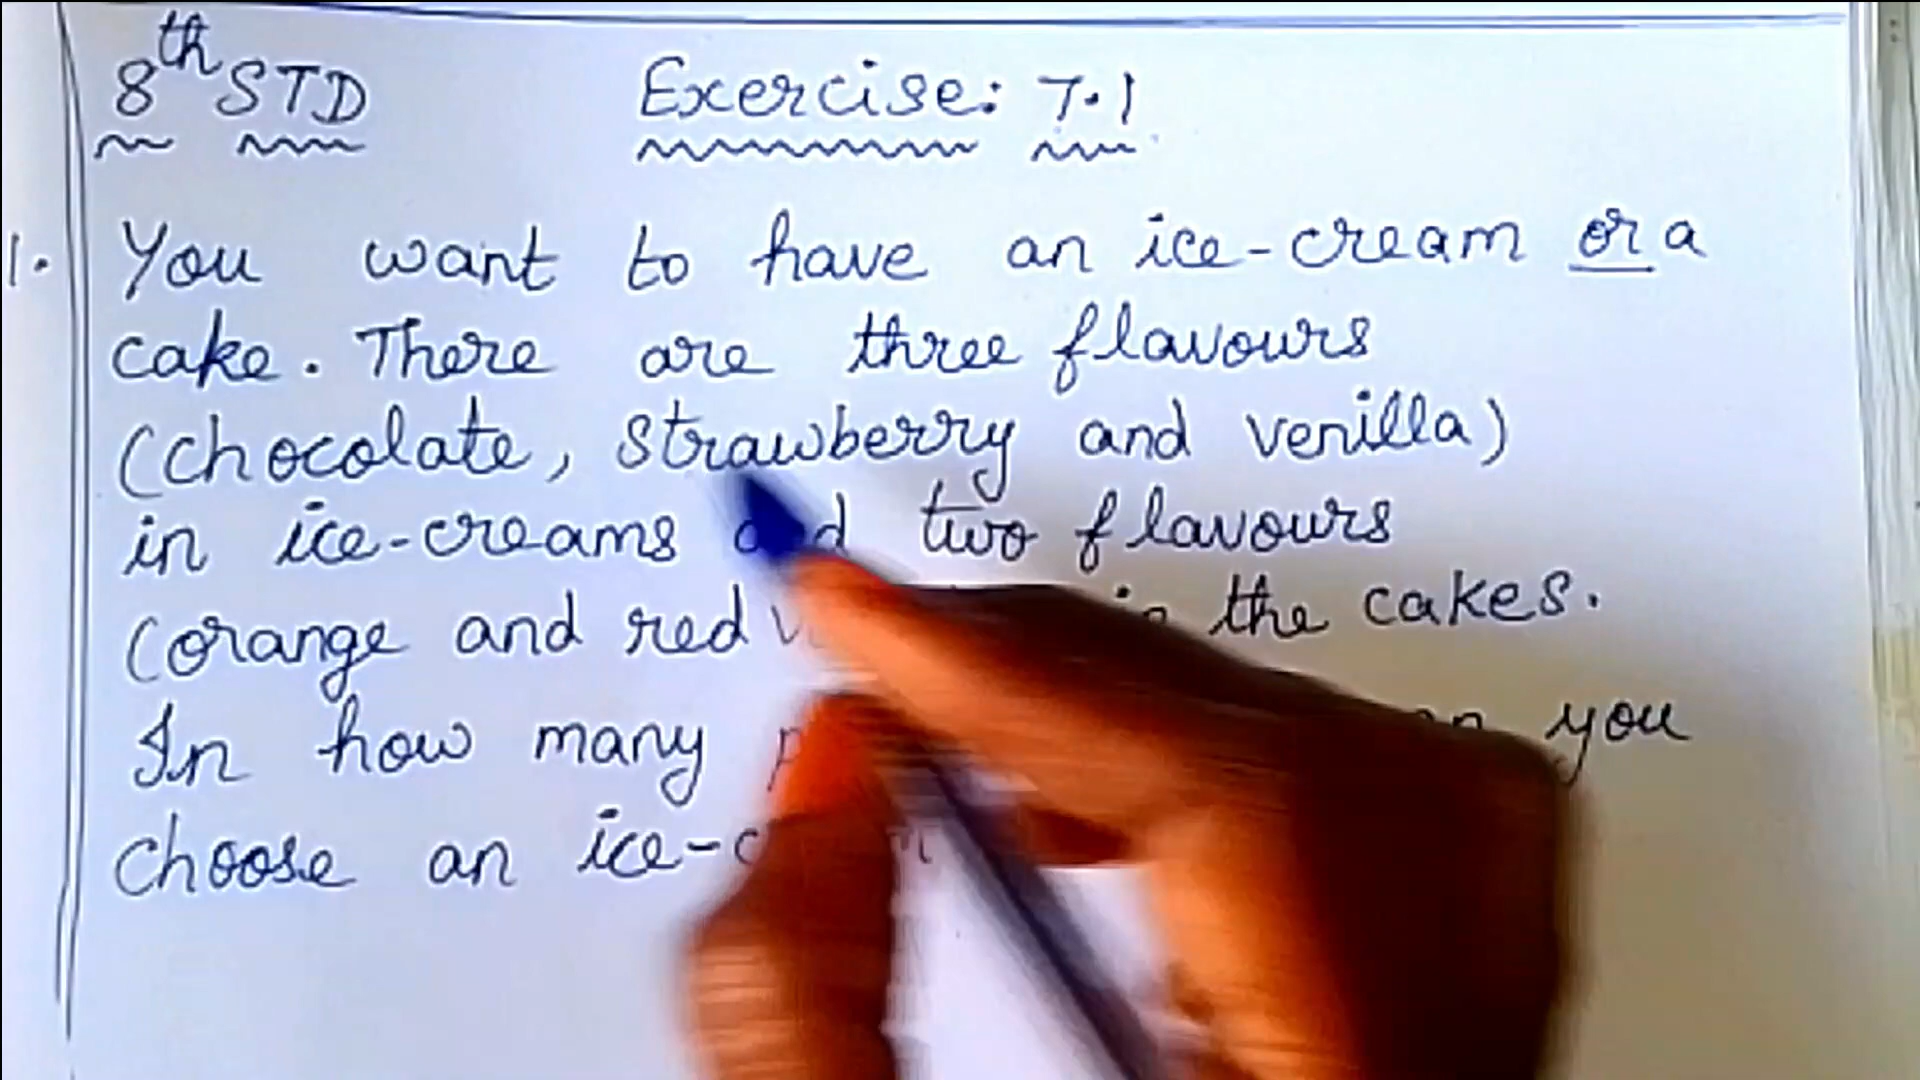 8th STD Exercise: 7.1
1. You want to have an ice-cream or a
cake. There are three flavours
(chocolate, strawberry and venilla)
in ice-creams and two flavours
(orange and red the cakes.
In how many you
choose an